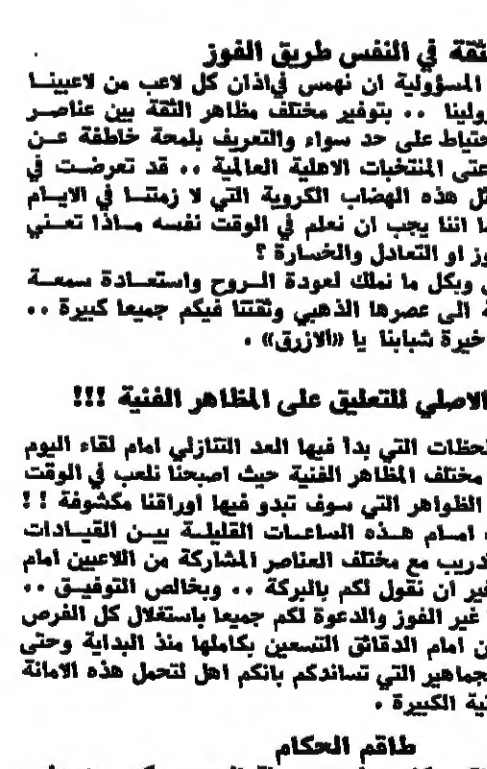 ثقة في النفس طريق الفوز
المسؤولية ان نهمس في اذان كل لاعب من لاعبينا
ولينا .. بتوفير مختلف مظاهر الثقة بين عناصر
حتياط على حد سواء والتعريف بلمحة خاطفة عن
عتى المنتخبات الاهلية العالمية .. قد تعرضت في
ثل هذه الهضاب الكروية التي لا زمتنا في الايام
ما اننا يجب ان نعلم في الوقت نفسه ماذا تعني
وز او التعادل والخسارة ؟
ي وبكل ما نملك لعودة الروح واستعادة سمعة
ة الى عصرها الذهبي وثقتنا فيكم جميعا كبيرة ..
خيرة شبابنا يا «الازرق» .
الاصلي للتعليق على المظاهر الفنية !!!
لحظات التي بدا فيها العد التنازلي امام لقاء اليوم
مختلف المظاهر الفنية حيث اصبحنا نلعب في الوقت
الظواهر التي سوف تبدو فيها اوراقنا مكشوفة ! !
امام هذه الساعات القليلة بين القيادات
دريب مع مختلف العناصر المشاركة من اللاعبين امام
غير ان نقول لكم بالبركة .. وبخالص التوفيق ..
غير الفوز والدعوة لكم جميعا باستغلال كل الفرص
ن امام الدقائق التسعين بكاملها منذ البداية وحتى
جماهير التي تساندكم بانكم اهل لتحمل هذه الامانة
نية الكبيرة .
طاقم الحكام